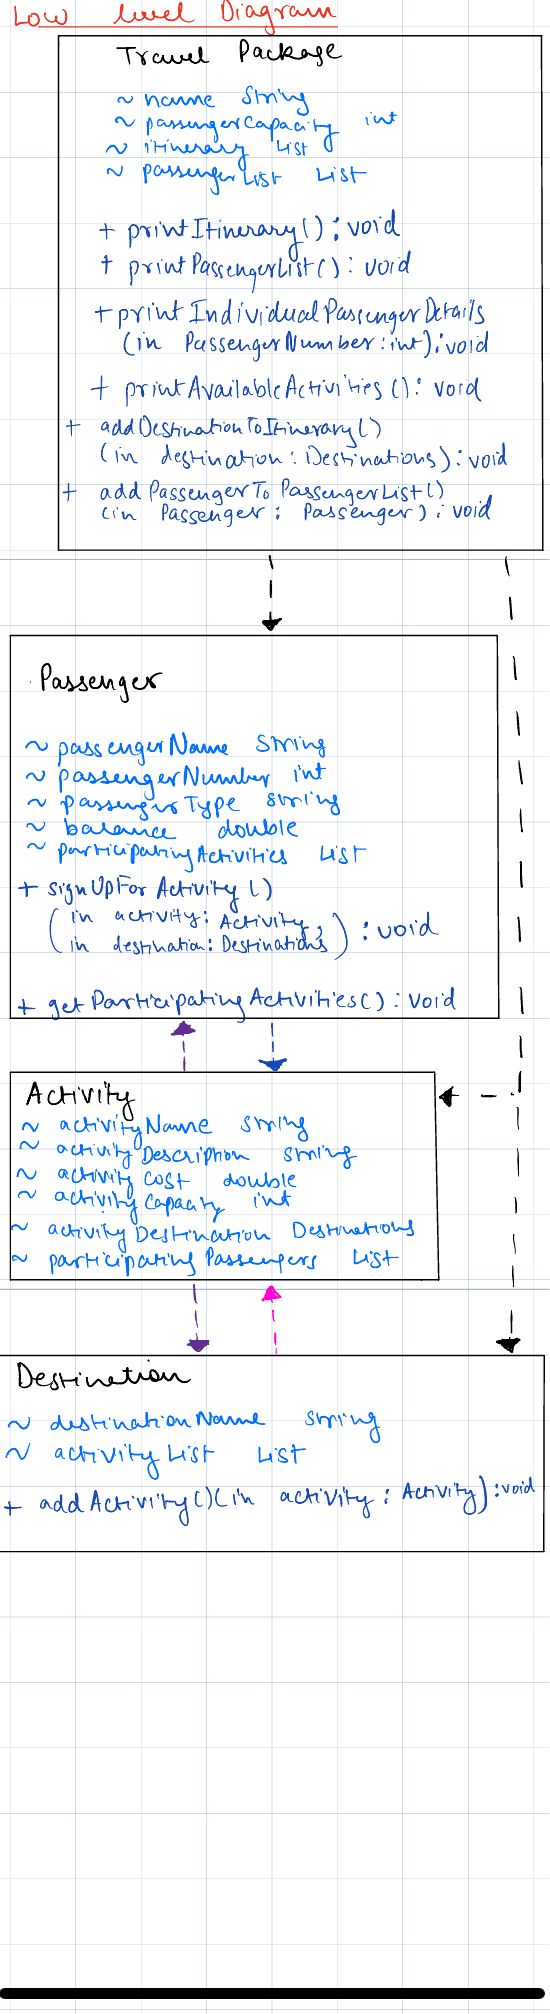 Low level Diagram
Travel Package
~ name String
~ passengerCapacity int
~ itinerary List
~ passengerList List
+ printItinerary() : void
+ printPassengerList() : void
+ printIndividualPassengerDetails
(in PassengerNumber : int) : void
+ printAvailableActivities () : void
+ addDestinationToItinerary()
(in destination : Destinations) : void
+ addPassengerToPassengerList()
(in Passenger : Passenger) : void
Passenger
~ passengerName String
~ passengerNumber int
~ passengerType string
~ balance double
~ participatingActivities List
+ signUpForActivity ()
(in activity : Activity,
in destination : Destinations) : void
+ getParticipatingActivities() : void
Activity
~ activityName string
~ activityDescription string
~ activityCost double
~ activityCapacity int
~ activityDestination Destinations
~ participatingPassengers List
Destination
~ destinationName string
~ activityList List
+ addActivity()(in activity : Activity) : void